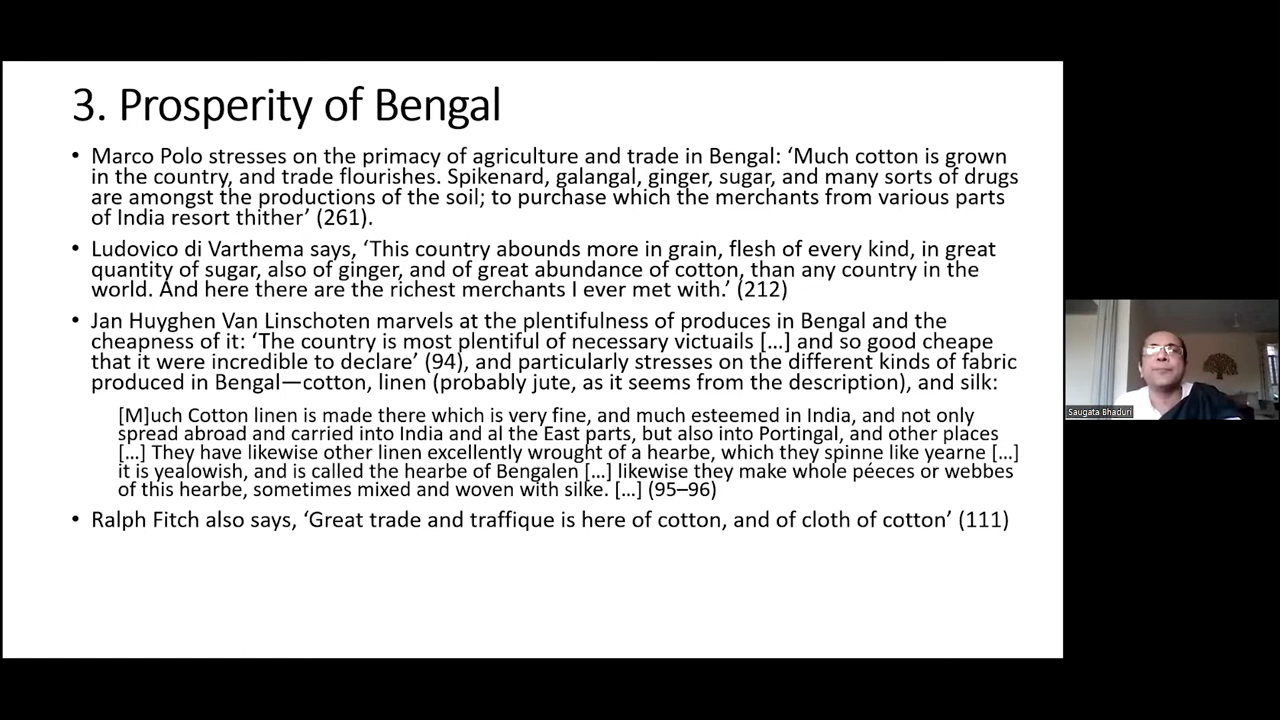 3. Prosperity of Bengal
• Marco Polo stresses on the primacy of agriculture and trade in Bengal: ‘Much cotton is grown
in the country, and trade flourishes. Spikenard, galangal, ginger, sugar, and many sorts of drugs
are amongst the productions of the soil; to purchase which the merchants from various parts
of India resort thither’ (261).
• Ludovico di Varthema says, ‘This country abounds more in grain, flesh of every kind, in great
quantity of sugar, also of ginger, and of great abundance of cotton, than any country in the
world. And here there are the richest merchants I ever met with.’ (212)
• Jan Huyghen Van Linschoten marvels at the plentifulness of produces in Bengal and the
cheapness of it: ‘The country is most plentiful of necessary victuails […] and so good cheape
that it were incredible to declare’ (94), and particularly stresses on the different kinds of fabric
produced in Bengal—cotton, linen (probably jute, as it seems from the description), and silk:
[M]uch Cotton linen is made there which is very fine, and much esteemed in India, and not only
spread abroad and carried into India and al the East parts, but also into Portingal, and other places
[…] They have likewise other linen excellently wrought of a hearbe, which they spinne like yearne […]
it is yealowish, and is called the hearbe of Bengalen […] likewise they make whole péeces or webbes
of this hearbe, sometimes mixed and woven with silke. […] (95–96)
• Ralph Fitch also says, ‘Great trade and traffique is here of cotton, and of cloth of cotton’ (111)
Saugata Bhaduri